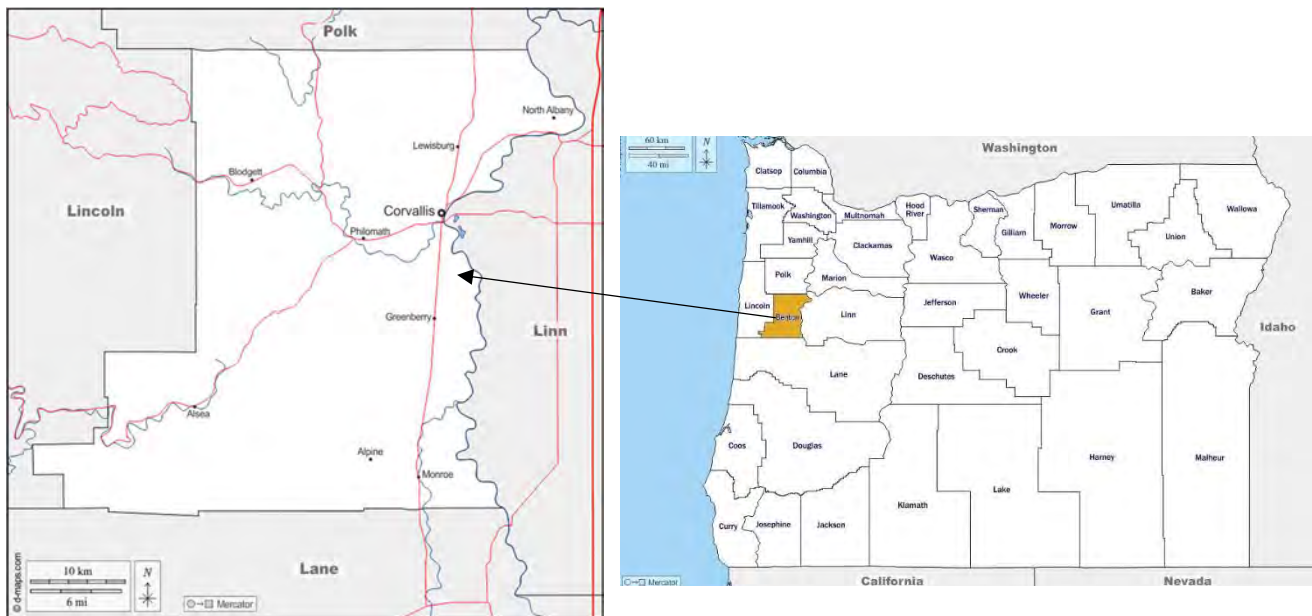 Polk
North Albany
Lewisburg
Blodgett
Lincoln
Corvallis
Philomath
Greenberry
Linn
Alsea
Alpine
Monroe
Lane
10 km
6 mi
N
Mercator
© d-maps.com
60 km
40 mi
N
Washington
Clatsop
Columbia
Tillamook
Washington
Multnomah
Hood
River
Sherman
Gilliam
Morrow
Umatilla
Union
Wallowa
Yamhill
Clackamas
Wasco
Polk
Marion
Wheeler
Grant
Baker
Lincoln
Benton
Linn
Jefferson
Crook
Idaho
Lane
Deschutes
Coos
Douglas
Harney
Malheur
Klamath
Lake
Curry
Josephine
Jackson
Mercator
California
Nevada